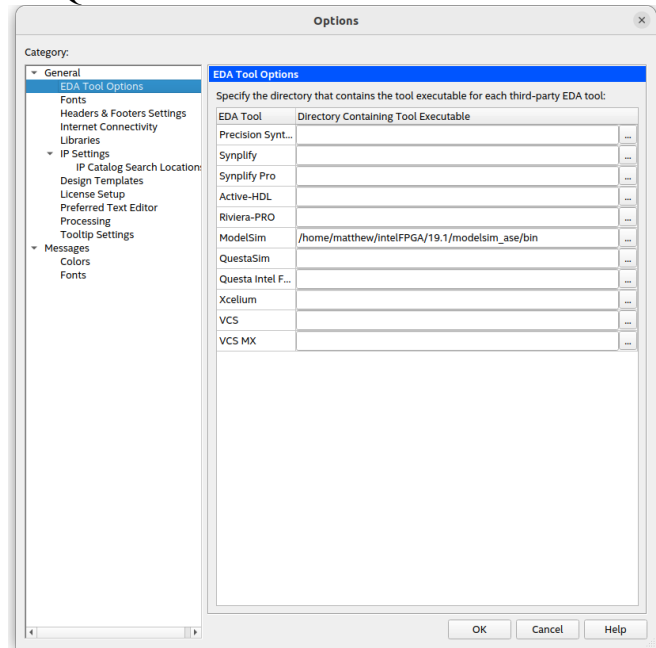 Options
Category:
General
EDA Tool Options
Fonts
Headers & Footers Settings
Internet Connectivity
Libraries
IP Settings
IP Catalog Search Location
Design Templates
License Setup
Preferred Text Editor
Processing
Tooltip Settings
Messages
Colors
Fonts
EDA Tool Options
Specify the directory that contains the tool executable for each third-party EDA tool:
EDA Tool Directory Containing Tool Executable
Precision Synt... ...
Synplify ...
Synplify Pro ...
Active-HDL ...
Riviera-PRO ...
ModelSim /home/matthew/intelFPGA/19.1/modelsim_ase/bin ...
QuestaSim ...
Questa Intel F... ...
Xcelium ...
VCS ...
VCS MX ...
OK Cancel Help